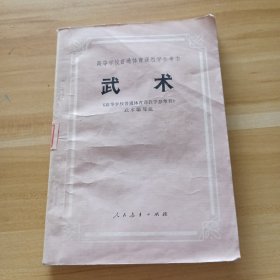 高等学校普通体育课教学参考书
武术
《高等学校普通体育课教学参考书》
武术编写组
人民教育出版社